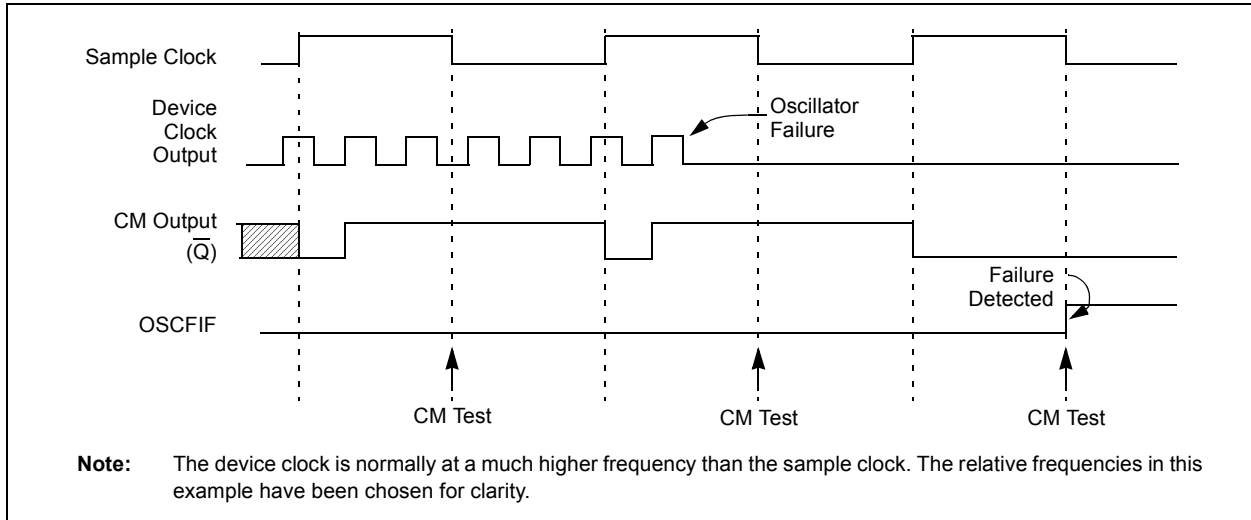 Sample Clock
Device
Clock
Output
Oscillator
Failure
CM Output
(Q̅)
Failure
Detected
OSCFIF
CM Test
CM Test
CM Test
Note: The device clock is normally at a much higher frequency than the sample clock. The relative frequencies in this
example have been chosen for clarity.